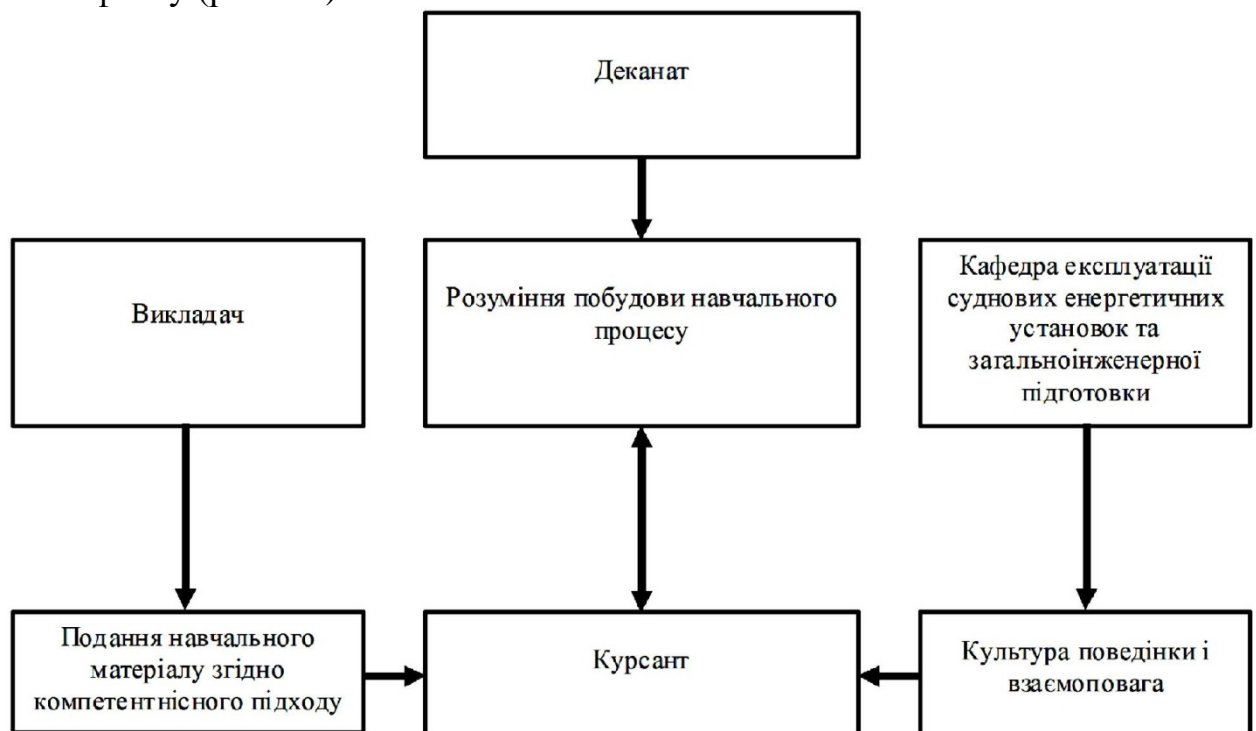 Деканат
Викладач
Розуміння побудови навчального
процесу
Кафедра експлуатації
суднових енергетичних
установок та
загальноінженерної
підготовки
Подання навчального
матеріалу згідно
компетентнісного підходу
Курсант
Культура поведінки і
взаємоповага